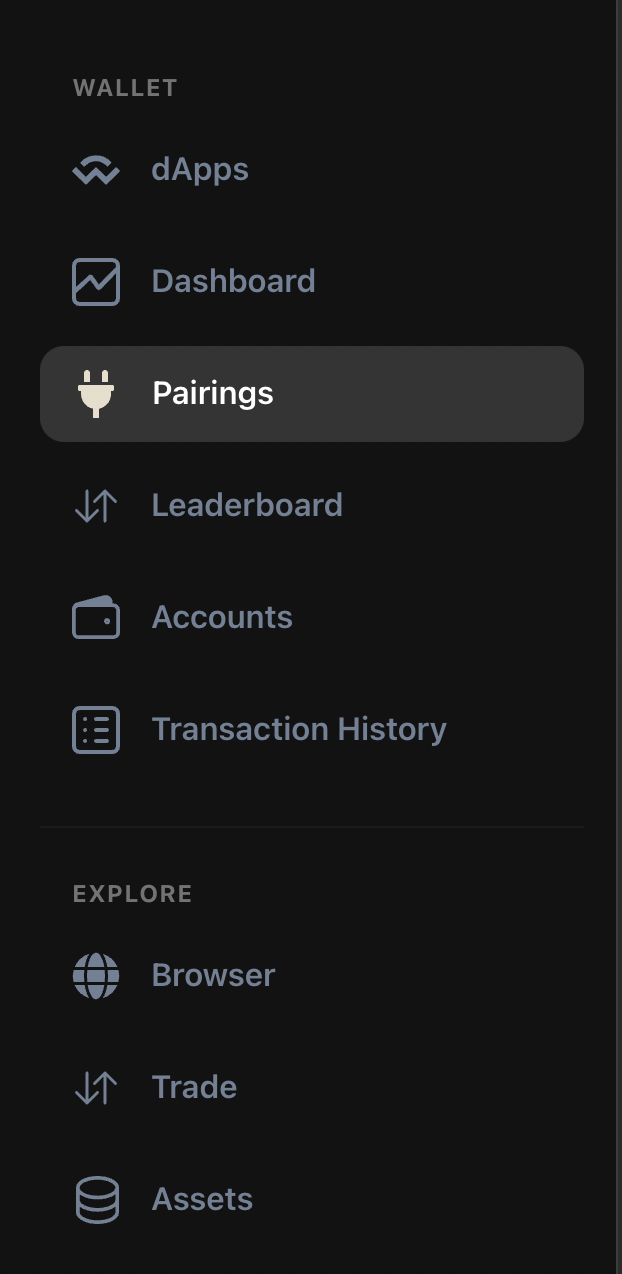 WALLET
dApps
Dashboard
Pairings
Leaderboard
Accounts
Transaction History
EXPLORE
Browser
Trade
Assets